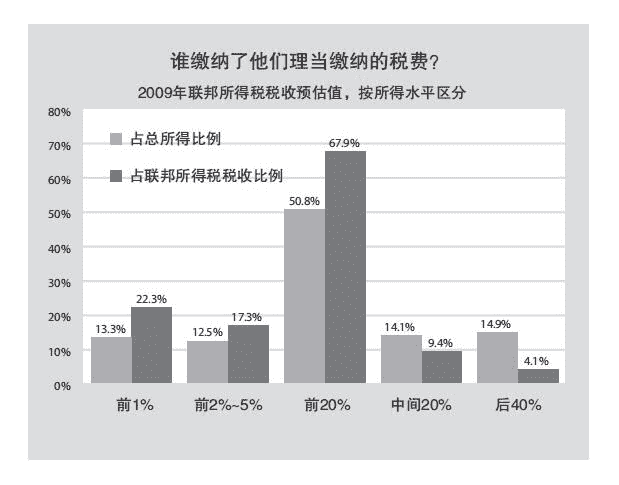 谁缴纳了他们理当缴纳的税费?
2009年联邦所得税税收预估值，按所得水平区分
80%
70%
60%
50%
40%
30%
20%
10%
0%
占总所得比例
占联邦所得税税收比例
13.3%
22.3%
12.5%
17.3%
50.8%
67.9%
14.1%
9.4%
14.9%
4.1%
前1%
前2%~5%
前20%
中间20%
后40%